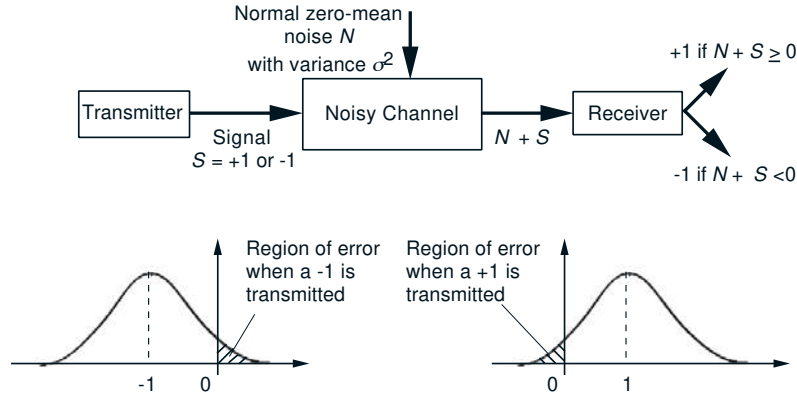 Normal zero-mean
noise N
with variance σ²
Transmitter
Noisy Channel
Receiver
Signal
S = +1 or -1
N + S
+1 if N + S ≥ 0
-1 if N + S <0
Region of error
when a -1 is
transmitted
Region of error
when a +1 is
transmitted
-1
0
0
1